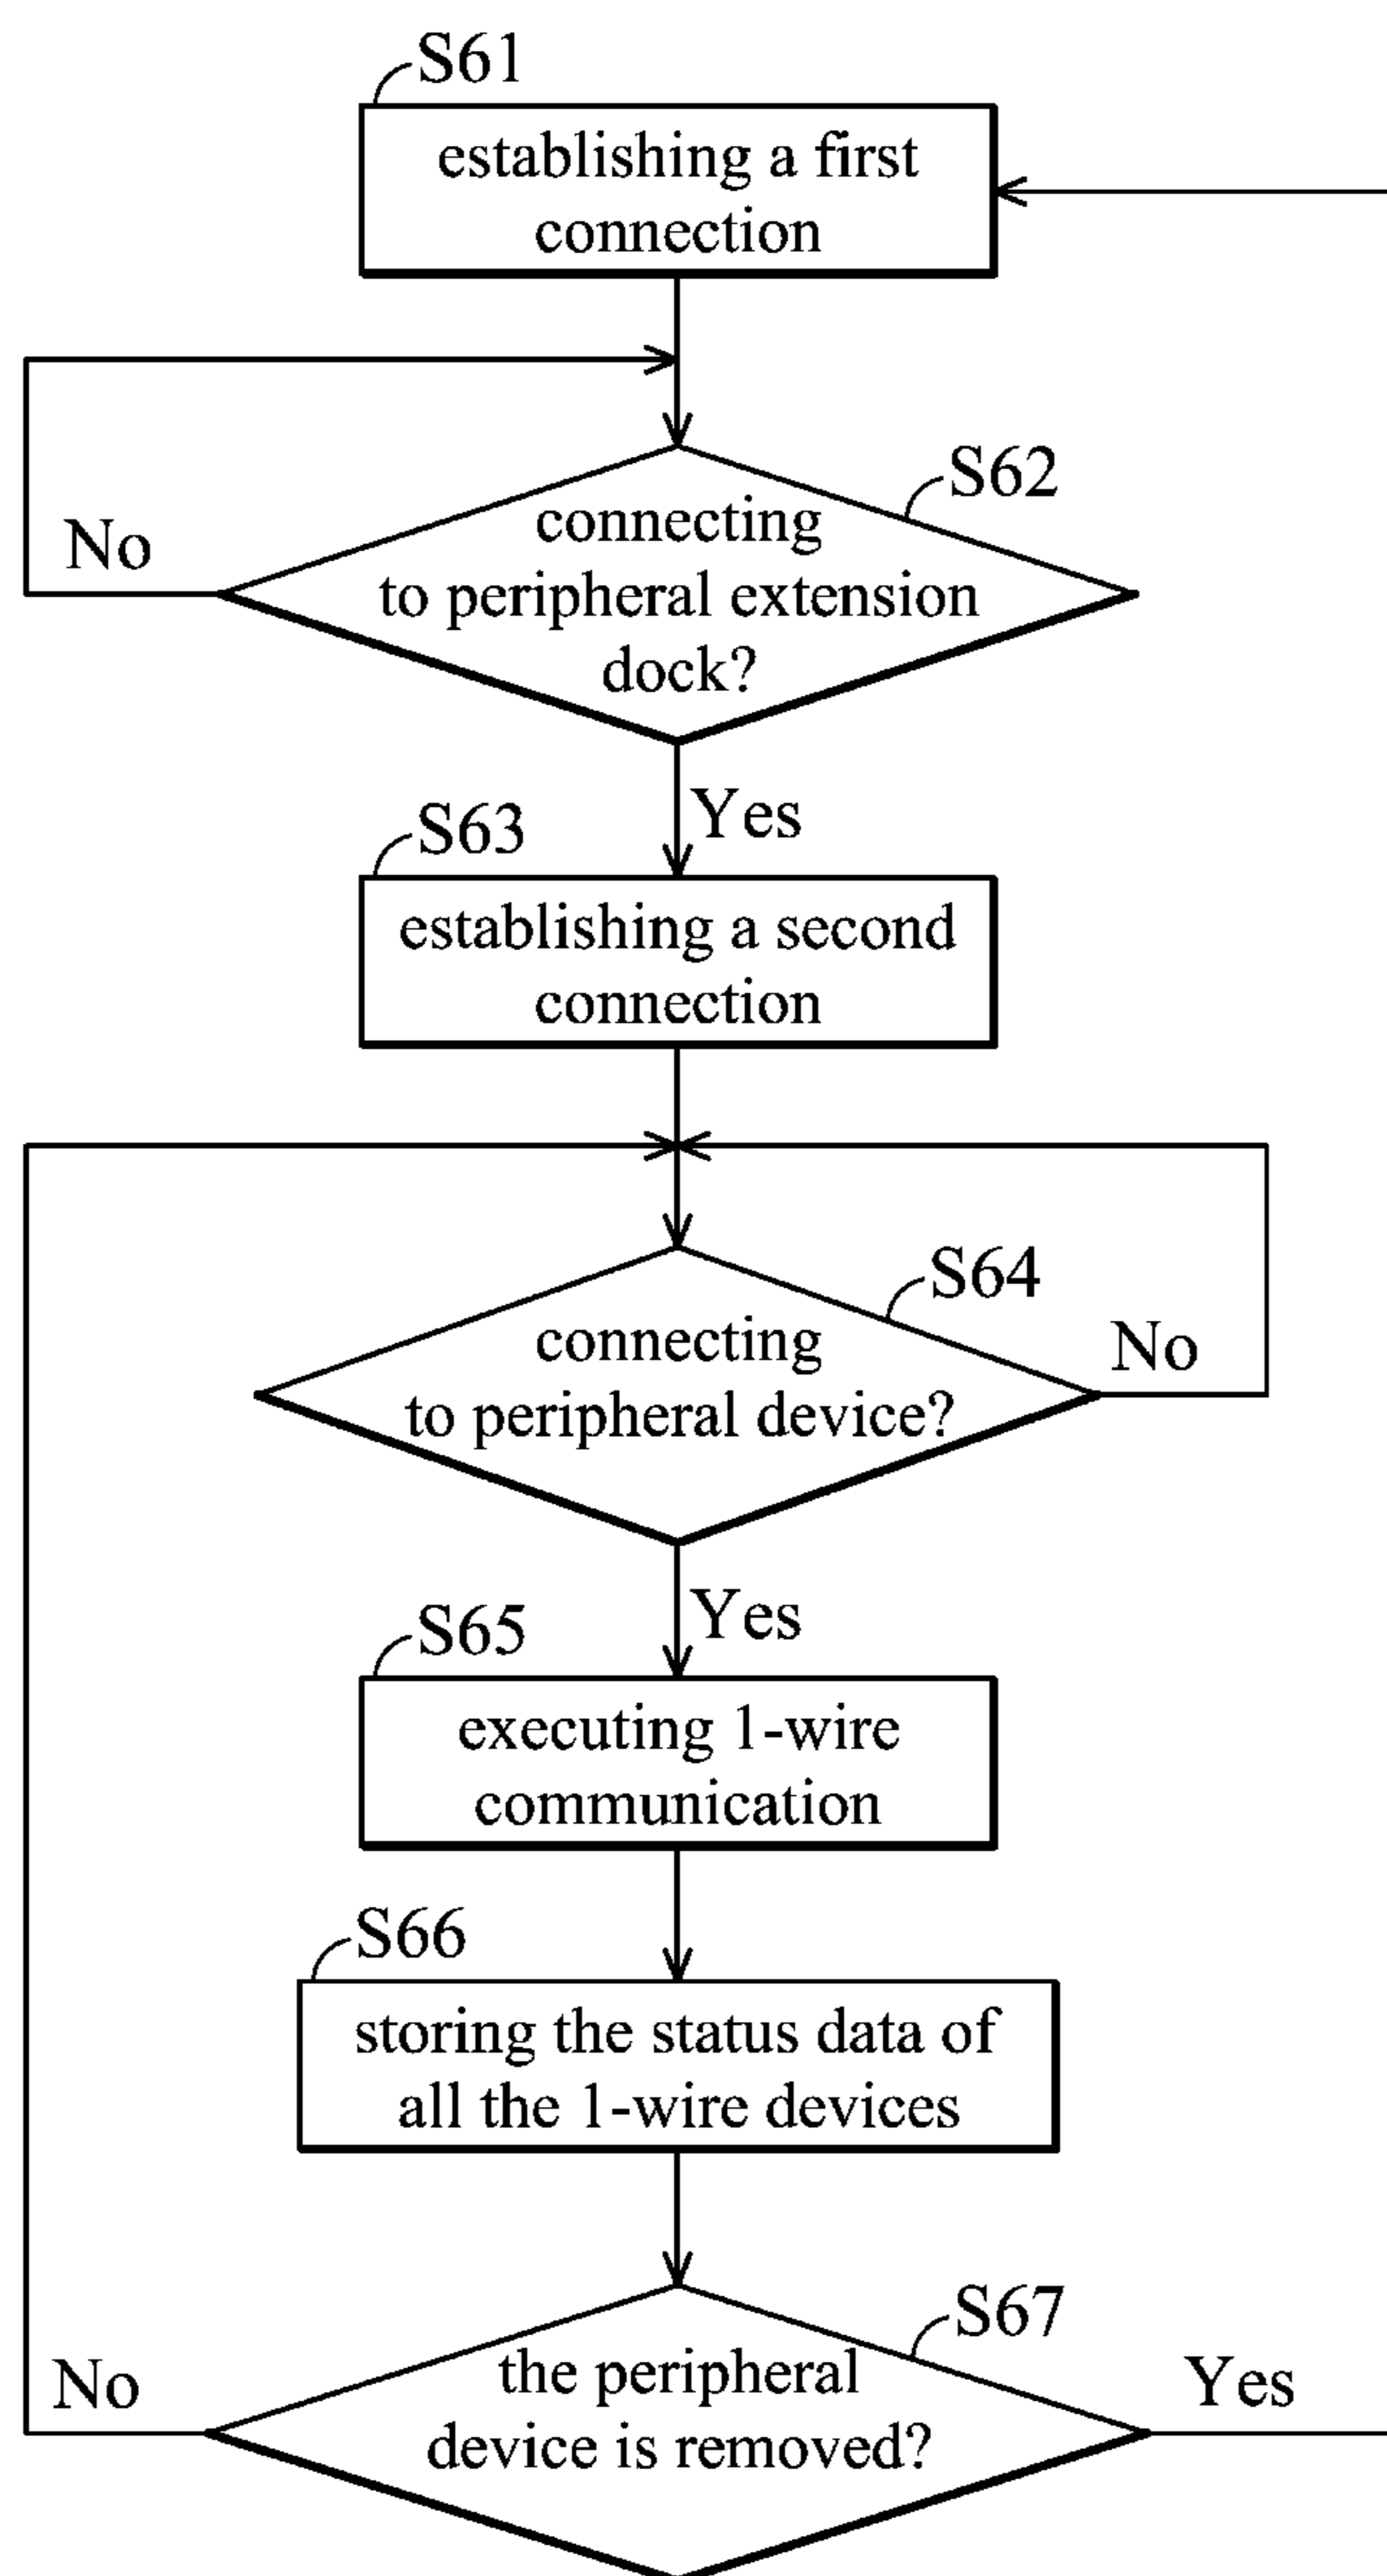 S61
establishing a first
connection
S62
connecting
to peripheral extension
dock?
No
Yes
S63
establishing a second
connection
S64
connecting
to peripheral device?
No
Yes
S65
executing 1-wire
communication
S66
storing the status data of
all the 1-wire devices
S67
the peripheral
device is removed?
No
Yes